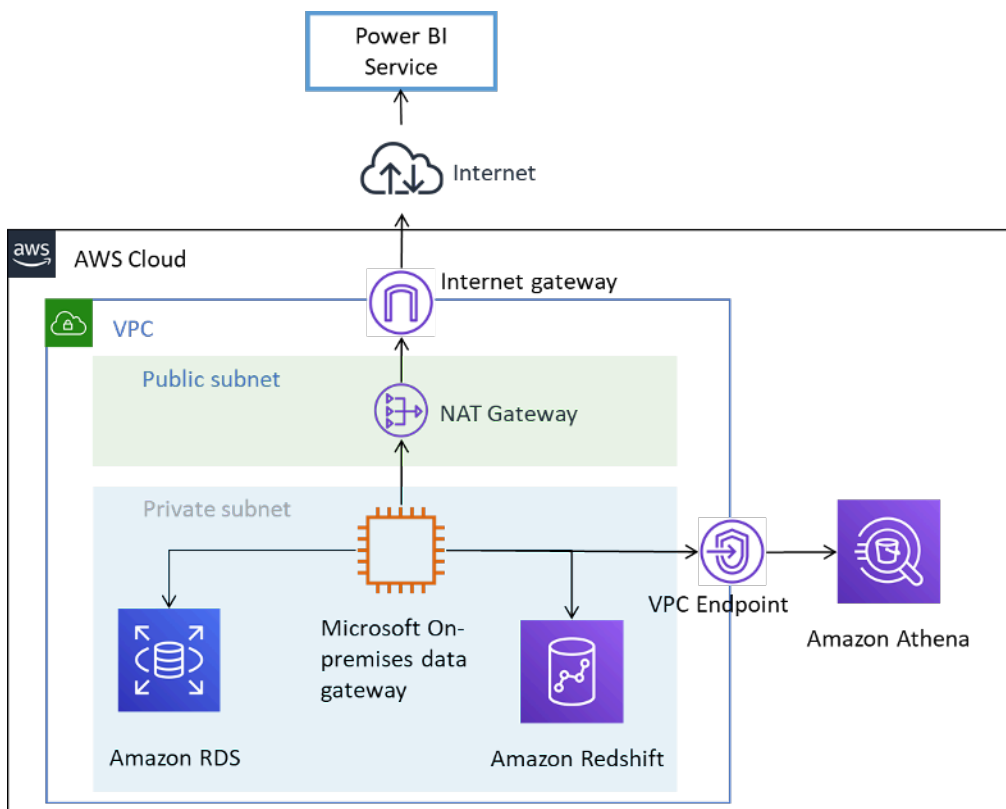 Power BI
Service
Internet
aws
AWS Cloud
Internet gateway
VPC
Public subnet
NAT Gateway
Private subnet
VPC Endpoint
Microsoft On-
premises data
gateway
Amazon Athena
Amazon RDS
Amazon Redshift